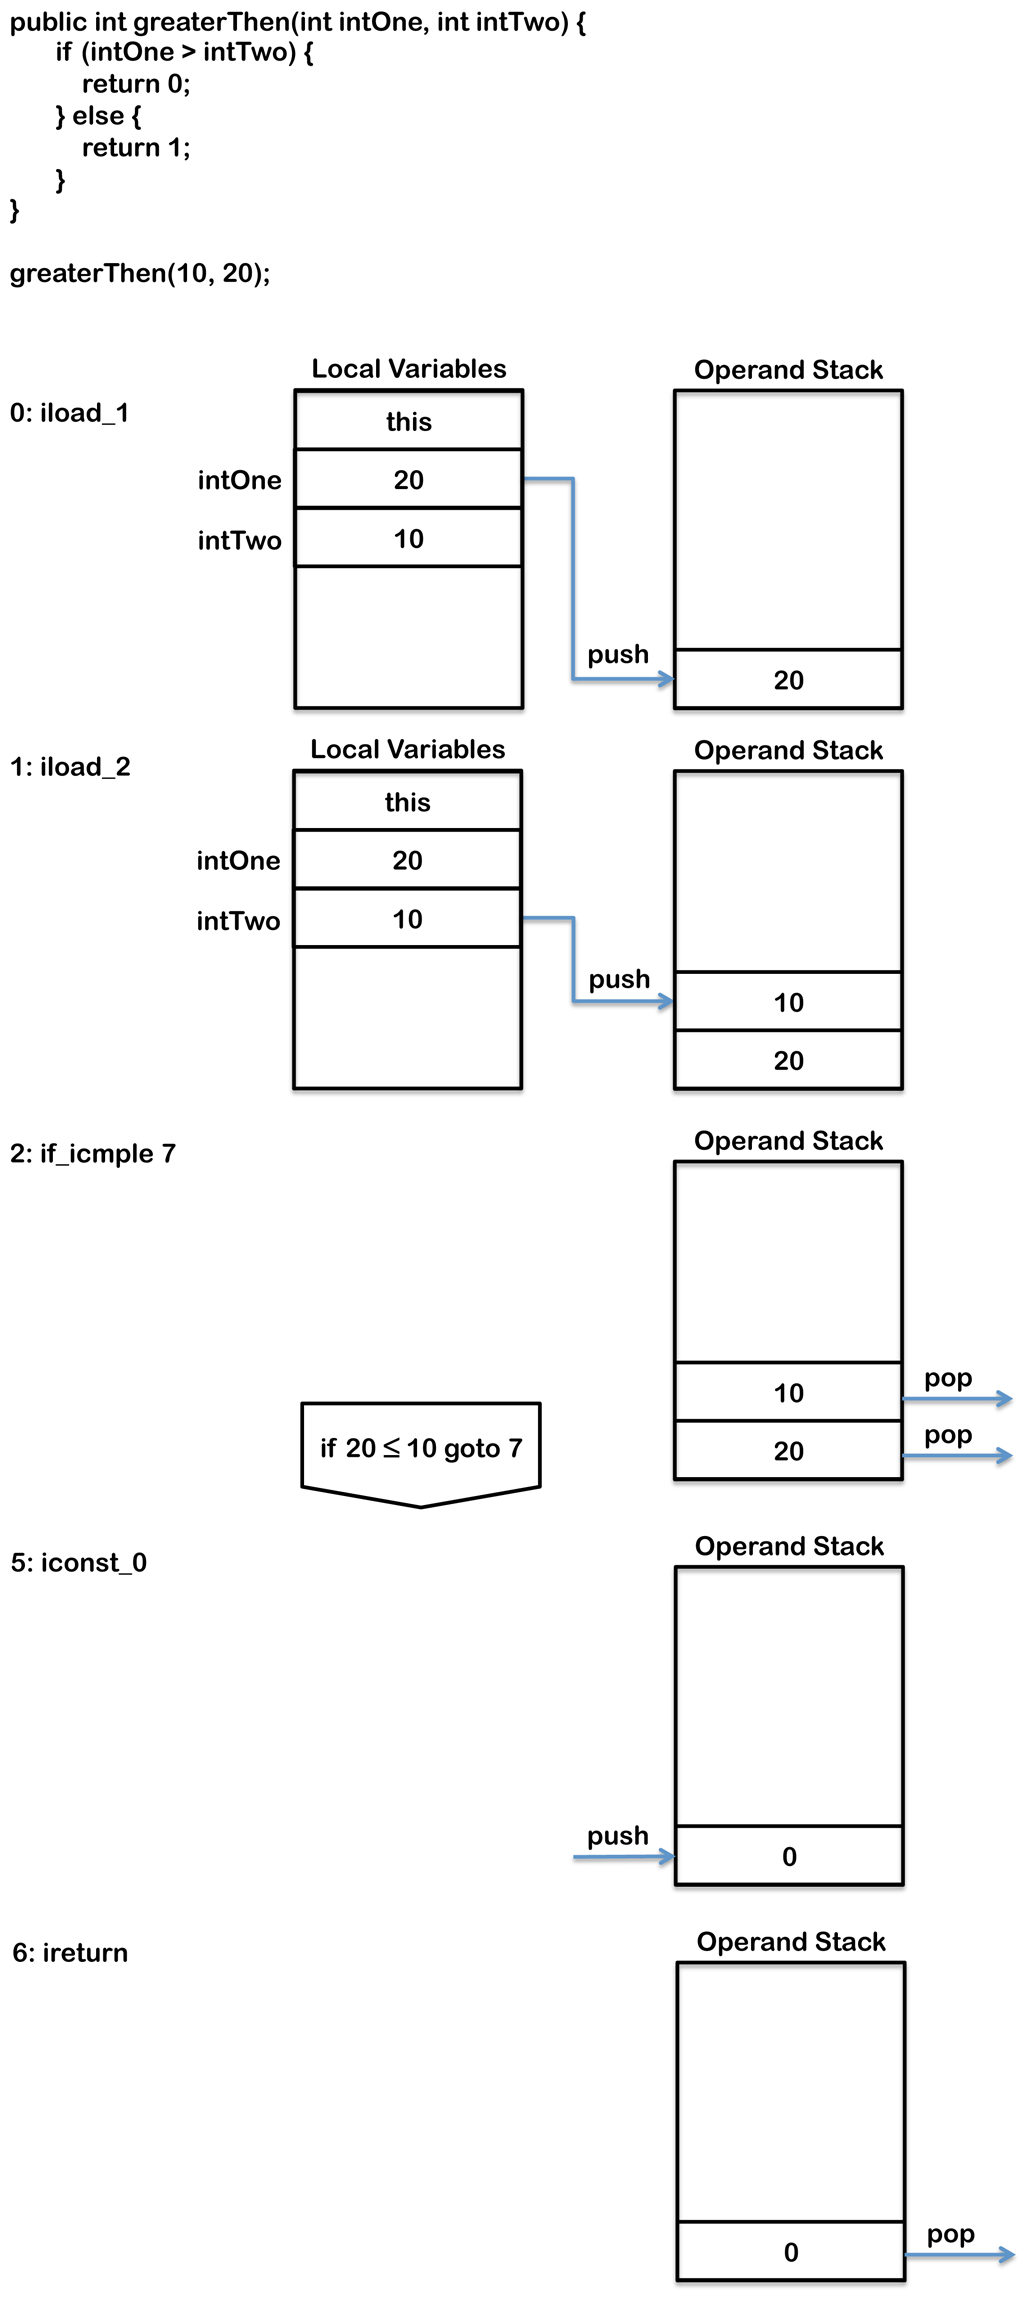 public int greaterThen(int intOne, int intTwo) {
if (intOne > intTwo) {
return 0;
} else {
return 1;
}
}
greaterThen(10, 20);
Local Variables
Operand Stack
0: iload_1
this
intOne
20
intTwo
10
push
20
Local Variables
Operand Stack
1: iload_2
this
intOne
20
intTwo
10
push
10
20
Operand Stack
2: if_icmple 7
10
pop
if 20 ≤ 10 goto 7
20
pop
Operand Stack
5: iconst_0
push
0
Operand Stack
6: ireturn
0
pop